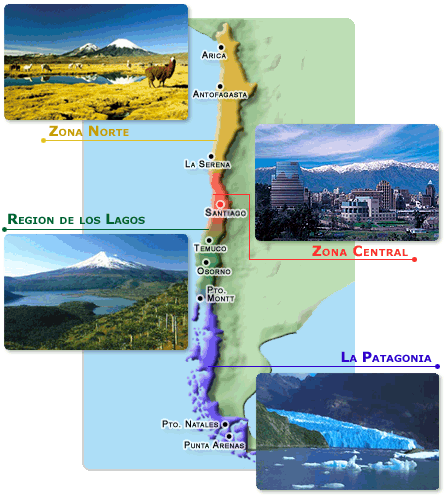 Arica
Antofagasta
Zona Norte
La Serena
Region de los Lagos
Santiago
Zona Central
Temuco
Osorno
Pto.
Montt
La Patagonia
Pto. Natales
Punta Arenas